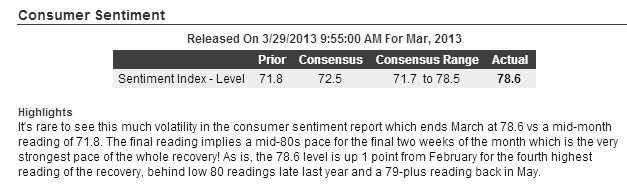 Consumer Sentiment
Released On 3/29/2013 9:55:00 AM For Mar, 2013
Prior Consensus Consensus Range Actual
Sentiment Index - Level 71.8 72.5 71.7 to 78.5 78.6
Highlights
It's rare to see this much volatility in the consumer sentiment report which ends March at 78.6 vs a mid-month
reading of 71.8. The final reading implies a mid-80s pace for the final two weeks of the month which is the very
strongest pace of the whole recovery! As is, the 78.6 level is up 1 point from February for the fourth highest
reading of the recovery, behind low 80 readings late last year and a 79-plus reading back in May.